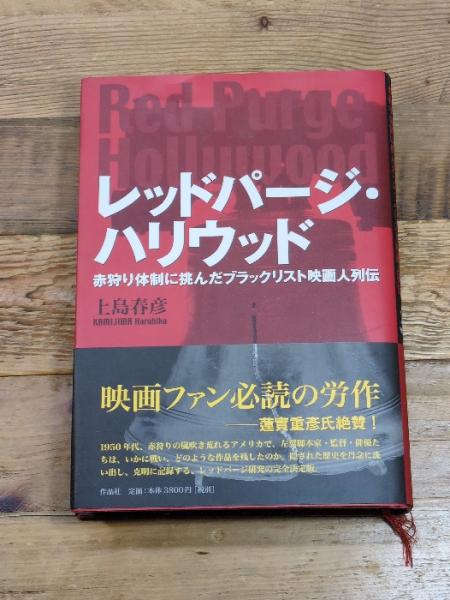 Red Purge
Hollywood
レッドパージ・
ハリウッド
赤狩り体制に挑んだブラックリスト映画人列伝
上島春彦
KAMIJIMA Haruhiko
映画ファン必読の労作
――蓮實重彦氏絶賛！
1950年代、赤狩りの風吹き荒れるアメリカで、左翼脚本家・監督・俳優た
ちは、いかに戦い、どのような作品を残したのか。隠された歴史を丹念に洗
い出し、克明に記録する、レッドパージ研究の完全決定版。
作品社 定価：本体3800円［税別］